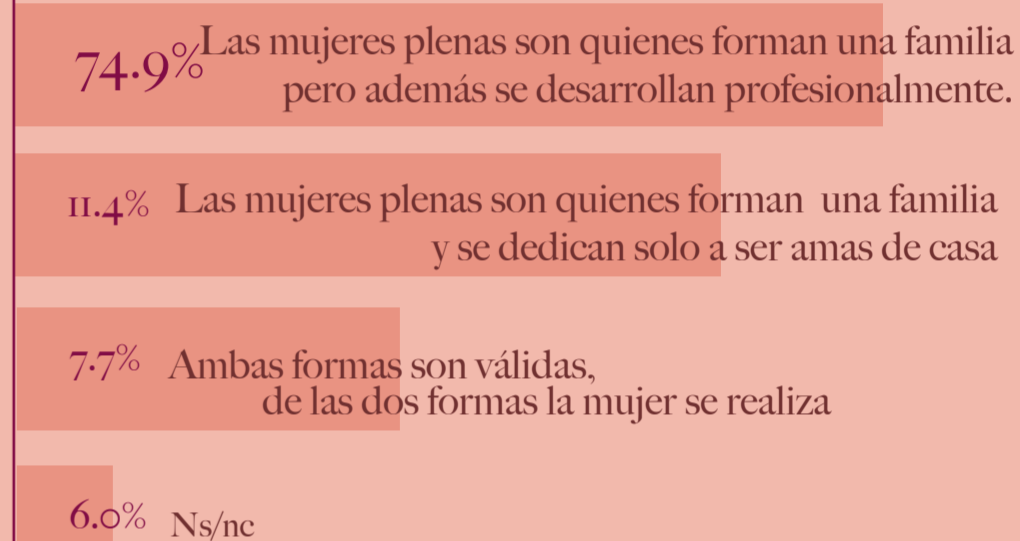 74.9% Las mujeres plenas son quienes forman una familia
pero además se desarrollan profesionalmente.
11.4% Las mujeres plenas son quienes forman una familia
y se dedican solo a ser amas de casa
7.7% Ambas formas son válidas,
de las dos formas la mujer se realiza
6.0% Ns/nc